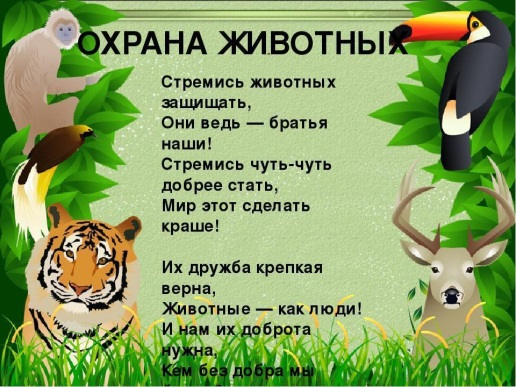 ОХРАНА ЖИВОТНЫХ
Стремись животных
защищать,
Они ведь — братья
наши!
Стремись чуть-чуть
добрее стать,
Мир этот сделать
краше!
Их дружба крепкая
верна,
Животные — как люди!
И нам их доброта
нужна,
Кем без добра мы